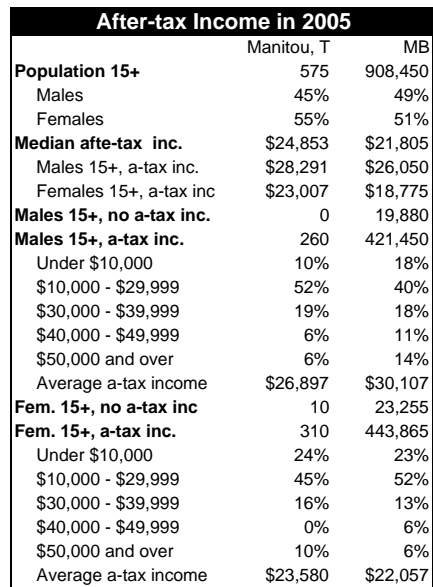 After-tax Income in 2005
Manitou, T MB
Population 15+ 575 908,450
Males 45% 49%
Females 55% 51%
Median afte-tax inc. $24,853 $21,805
Males 15+, a-tax inc. $28,291 $26,050
Females 15+, a-tax inc $23,007 $18,775
Males 15+, no a-tax inc. 0 19,880
Males 15+, a-tax inc. 260 421,450
Under $10,000 10% 18%
$10,000 - $29,999 52% 40%
$30,000 - $39,999 19% 18%
$40,000 - $49,999 6% 11%
$50,000 and over 6% 14%
Average a-tax income $26,897 $30,107
Fem. 15+, no a-tax inc 10 23,255
Fem. 15+, a-tax inc. 310 443,865
Under $10,000 24% 23%
$10,000 - $29,999 45% 52%
$30,000 - $39,999 16% 13%
$40,000 - $49,999 0% 6%
$50,000 and over 10% 6%
Average a-tax income $23,580 $22,057